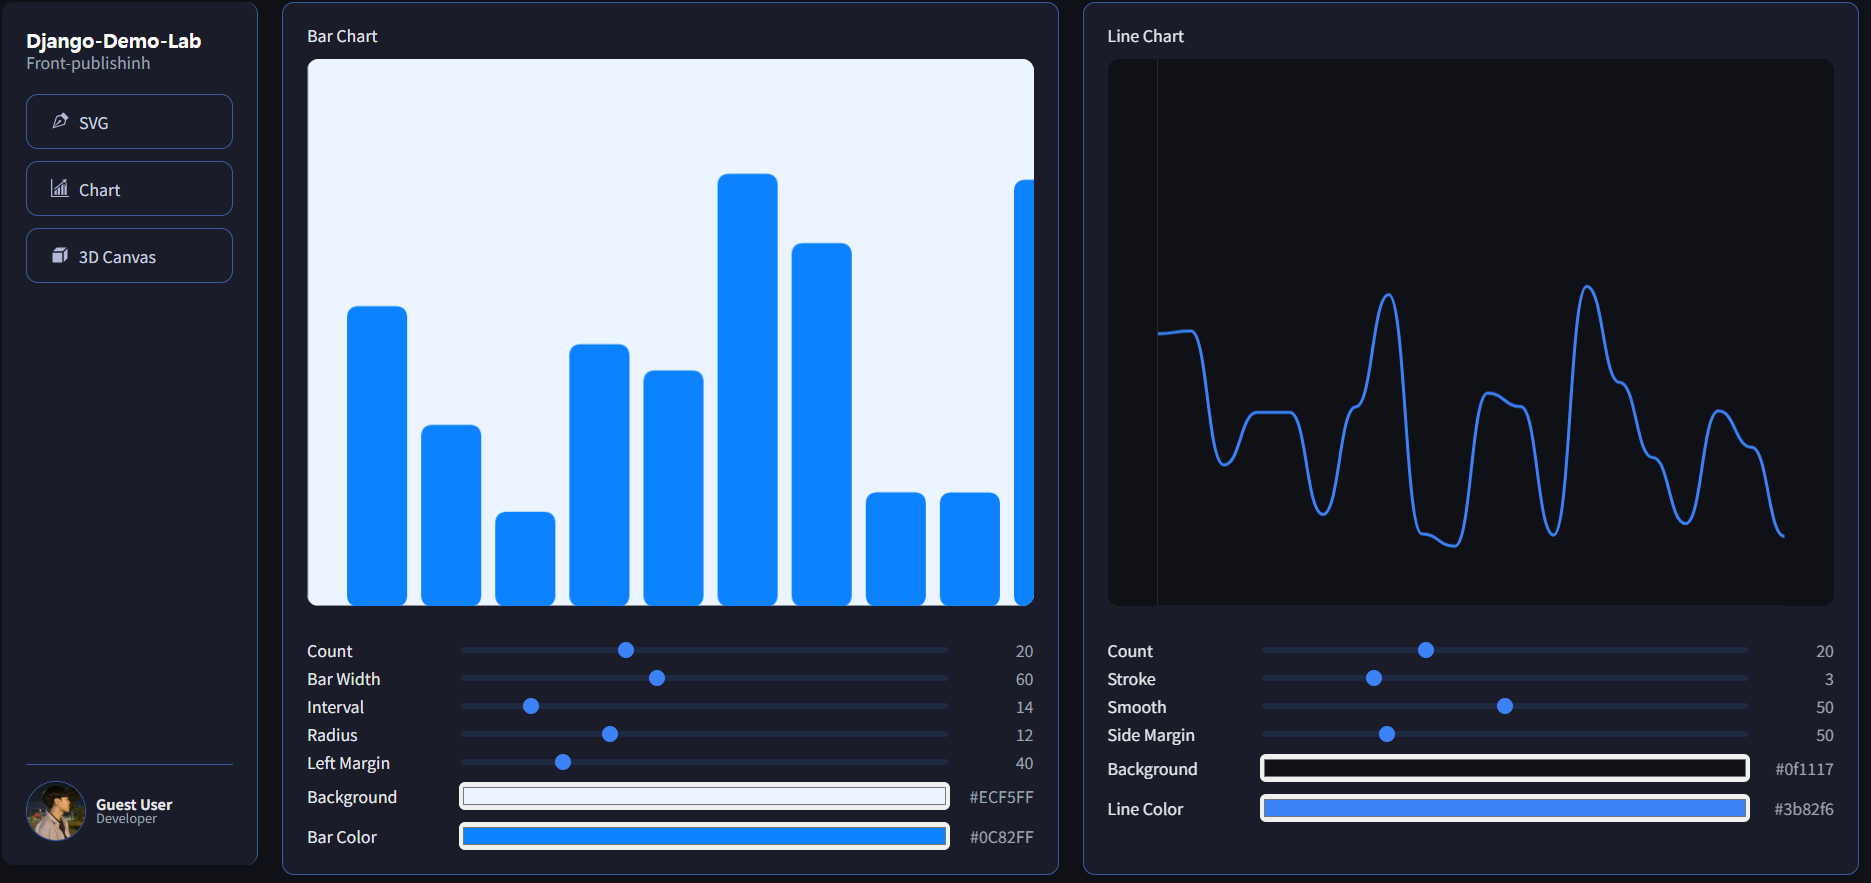 Django-Demo-Lab
Front-publishinh
SVG
Chart
3D Canvas
Guest User
Developer
Bar Chart
Count 20
Bar Width 60
Interval 14
Radius 12
Left Margin 40
Background #ECF5FF
Bar Color #0C82FF
Line Chart
Count 20
Stroke 3
Smooth 50
Side Margin 50
Background #0f1117
Line Color #3b82f6